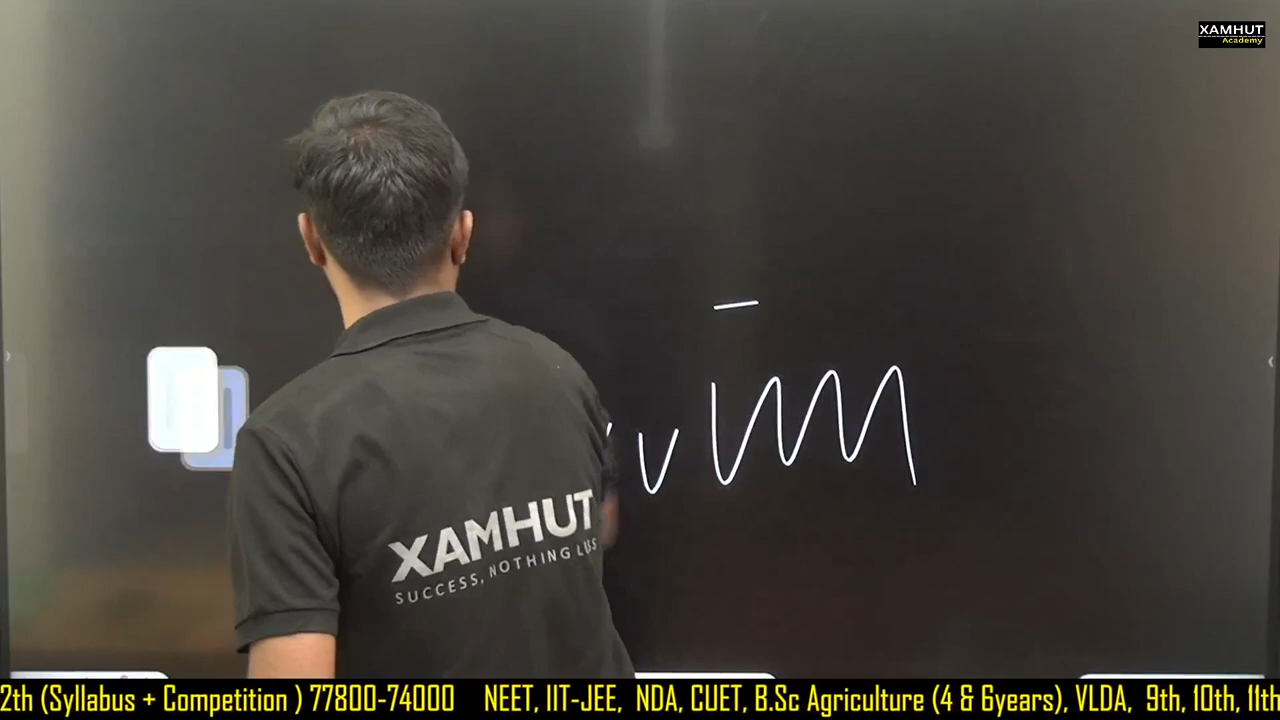 XAMHUT
Academy
XAMHUT
SUCCESS, NOTHING LESS
2th (Syllabus + Competition ) 77800-74000 NEET, IIT-JEE, NDA, CUET, B.Sc Agriculture (4 & 6years), VLDA, 9th, 10th, 11th